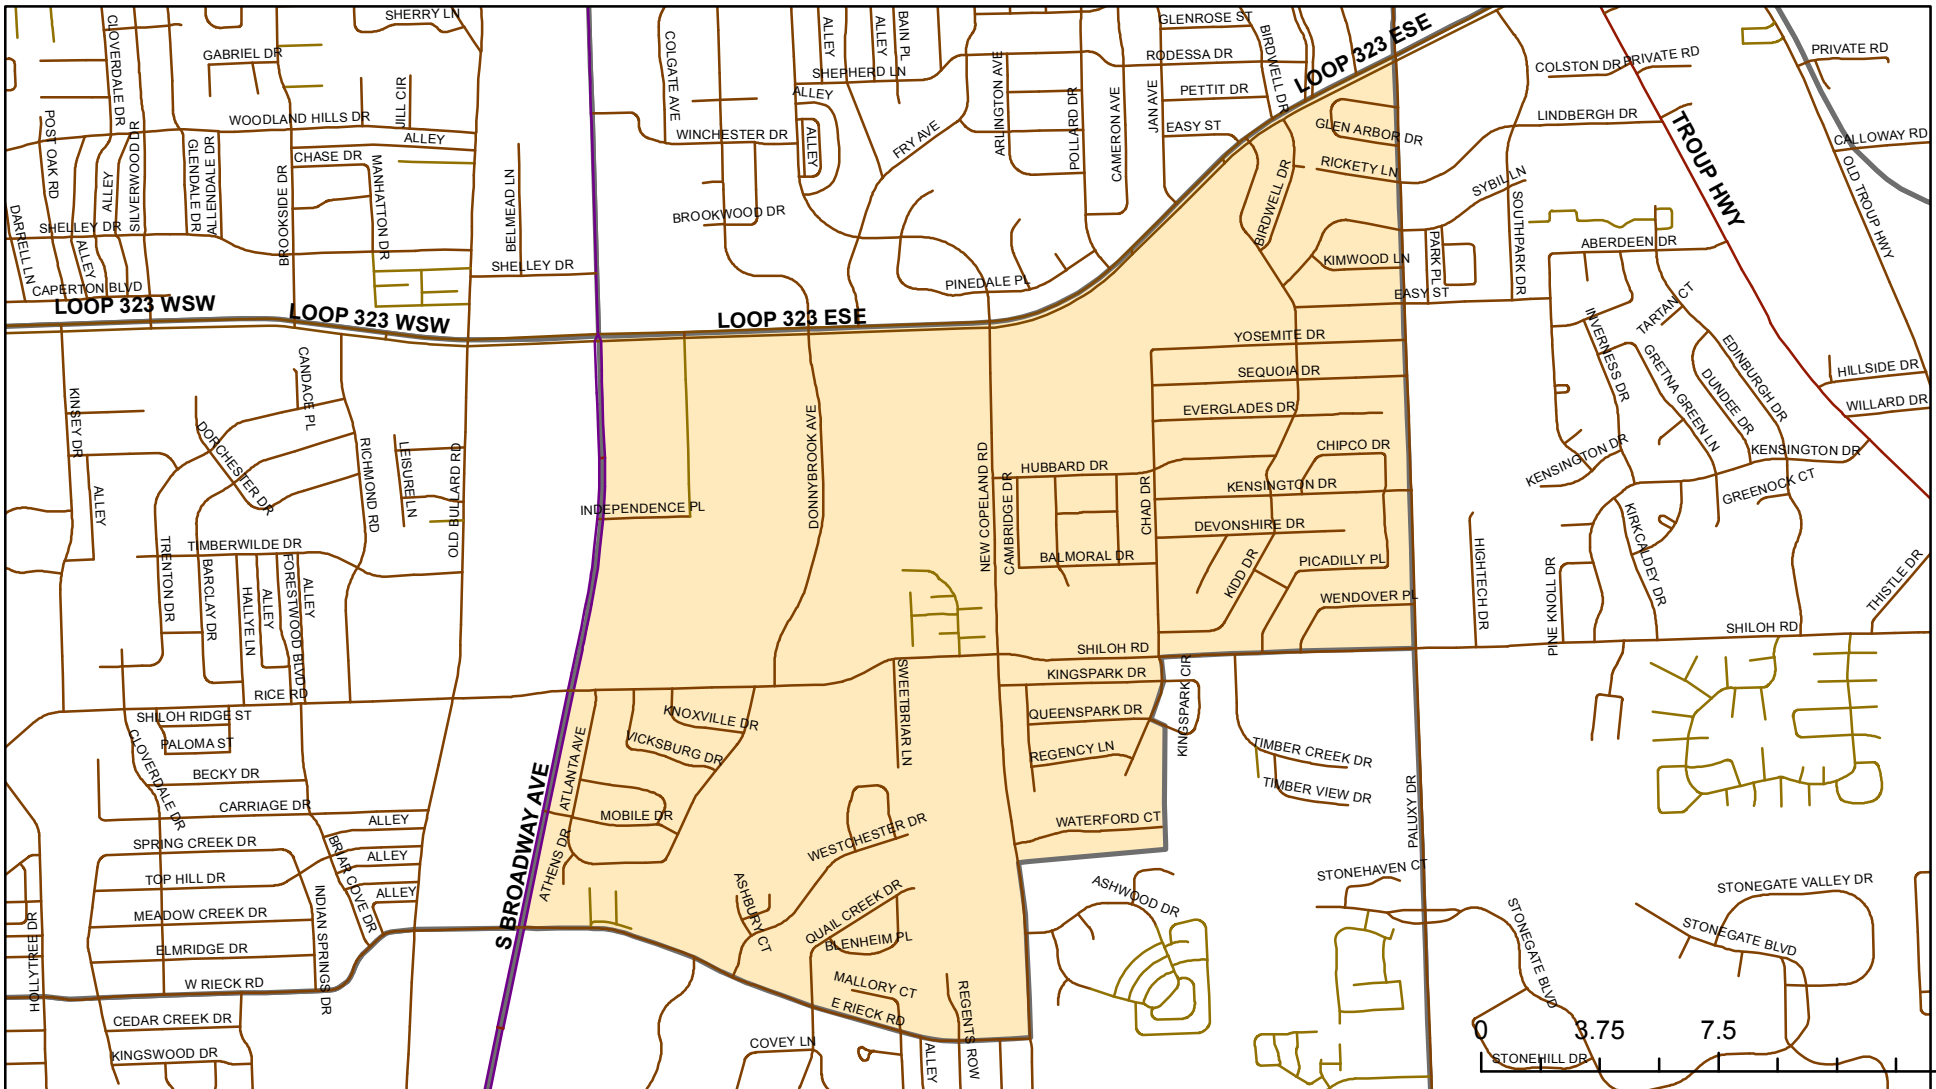 SHERRY LN
GLENROSE ST
CLOVERDALE DR
GABRIEL DR
COLGATE AVE
ALLEY
ALLEY
BAIN PL
BIRDWELL DR
LOOP 323 ESE
RODESSA DR
PRIVATE RD
COLSTON DR
PRIVATE RD
SHEPHERD LN
ARLINGTON AVE
JILL CIR
ALLEY
PETTIT DR
JAN AVE
POLLARD DR
CAMERON AVE
WOODLAND HILLS DR
LINDBERGH DR
TROUP HWY
POST OAK RD
SILVERWOOD DR
WINCHESTER DR
ALLEY
FRY AVE
EASY ST
GLEN ARBOR DR
CALLOWAY RD
ALLEY
GLENDALE DR
ALLENDALE DR
CHASE DR
MANHATTON DR
RICKETY LN
OLD TROUP HWY
ALLEY
BROOKSIDE DR
BELMEAD LN
SYBIL LN
SOUTHPARK DR
DARRELL LN
SHELLEY DR
BROOKWOOD DR
BIRDWELL DR
ABERDEEN DR
PARK PL
ALLEY
SHELLEY DR
KIMWOOD LN
PINEDALE PL
CAPERTON BLVD
EASY ST
LOOP 323 WSW
LOOP 323 WSW
LOOP 323 ESE
TARTAN CT
INVERNESS DR
YOSEMITE DR
EDINBURGH DR
CANDACE PL
SEQUOIA DR
GRETNA GREEN LN
DUNDEE DR
HILLSIDE DR
KINSEY DR
EVERGLADES DR
WILLARD DR
DORCHESTER DR
DONNYBROOK AVE
CHIPCO DR
KENSINGTON DR
KENSINGTON DR
RICHMOND RD
LEISURE LN
OLD BULLARD RD
NEW COPELAND RD
HUBBARD DR
CAMBRIDGE DR
CHAD DR
KENSINGTON DR
GREENOCK CT
ALLEY
INDEPENDENCE PL
DEVONSHIRE DR
KIRKCALDEY DR
TIMBERWILDE DR
TRENTON DR
BARCLAY DR
HALLYE LN
ALLEY
FORESTWOOD BLVD
ALLEY
BALMORAL DR
KIDD DR
PICADILLY PL
HIGHTECH DR
PINE KNOLL DR
THISTLE DR
WENDOVER PL
SHILOH RD
SHILOH RD
KINGSPARK DR
KINGSPARK CIR
SWEETBRIAR LN
RICE RD
SHILOH RIDGE ST
KNOXVILLE DR
QUEENSPARK DR
PALOMA ST
VICKSBURG DR
REGENCY LN
TIMBER CREEK DR
CLOVERDALE DR
BECKY DR
ATLANTA AVE
TIMBER VIEW DR
CARRIAGE DR
ALLEY
MOBILE DR
WATERFORD CT
PALUXY DR
SPRING CREEK DR
BRIAR COVE DR
ALLEY
S BROADWAY AVE
ATHENS DR
WESTCHESTER DR
TOP HILL DR
ALLEY
ASHBURY CT
QUAIL CREEK DR
ASHWOOD DR
STONEHAVEN CT
STONEGATE VALLEY DR
MEADOW CREEK DR
INDIAN SPRINGS DR
HOLLYTREE DR
ELMRIDGE DR
BLENHEIM PL
STONEGATE BLVD
STONEGATE BLVD
W RIECK RD
MALLORY CT
REGENTS ROW
E RIECK RD
CEDAR CREEK DR
COVEY LN
ALLEY
KINGSWOOD DR
0 3.75 7.5
STONEHILL DR